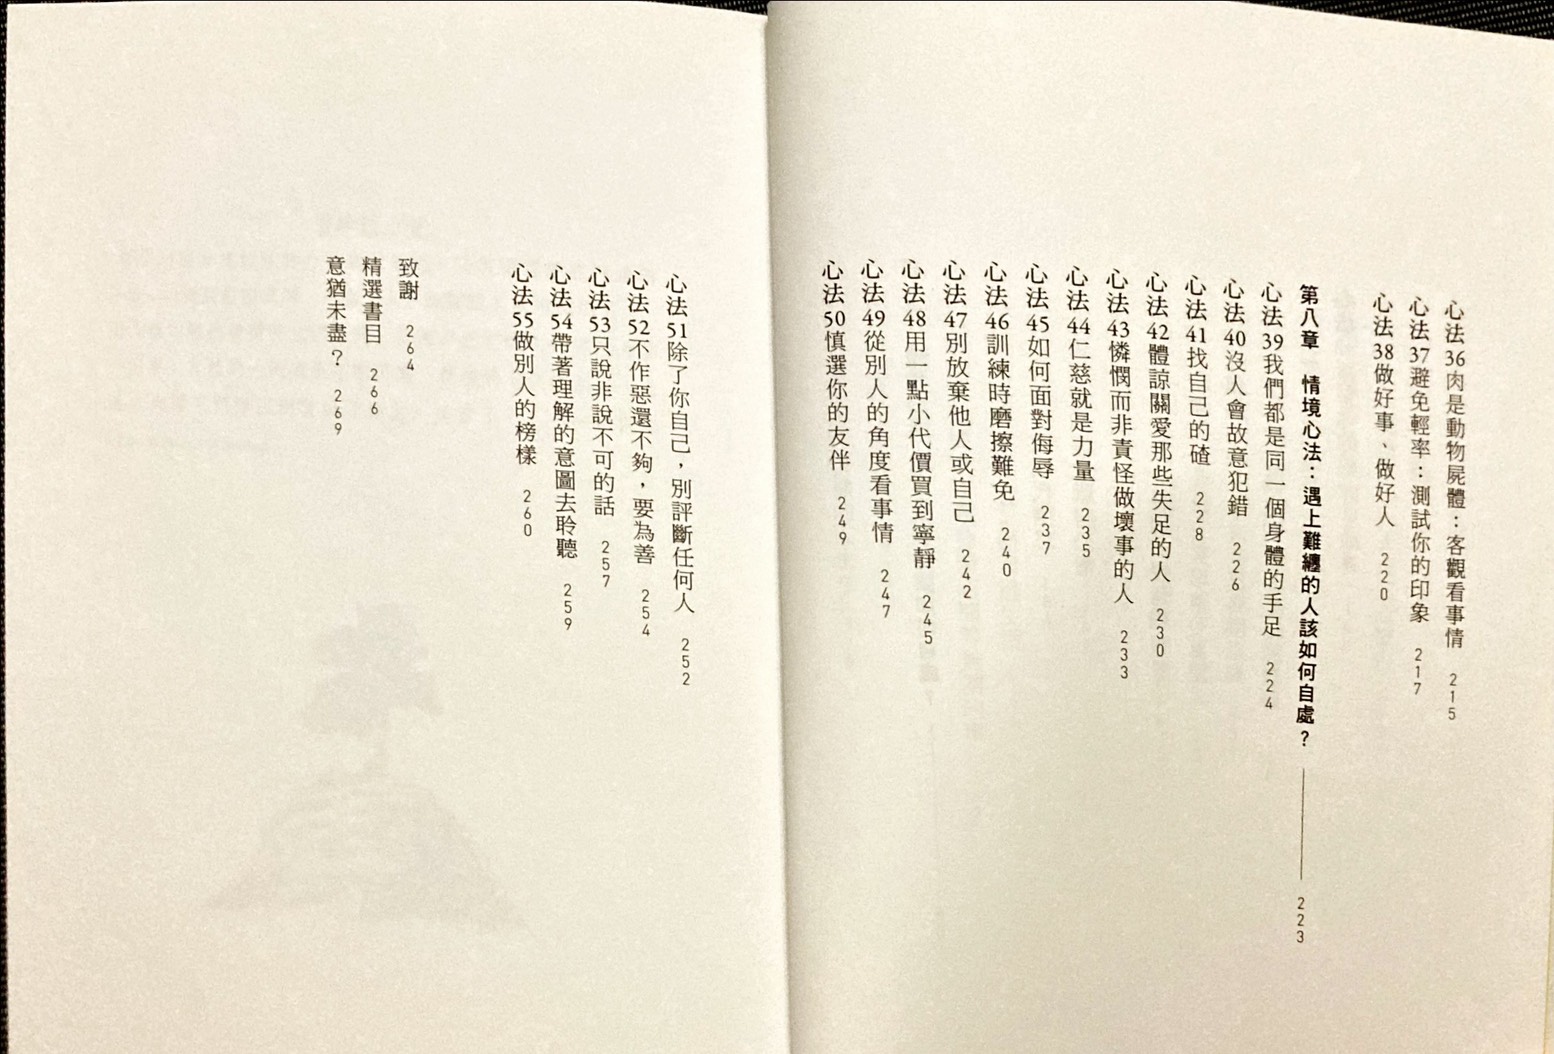 心法36肉是動物屍體：客觀看事情 215
心法37避免輕率：測試你的印象 217
心法38做好事、做好人 220
第八章 情境心法：遇上難纏的人該如何自處？ 223
心法39我們都是同一個身體的手足 224
心法40沒人會故意犯錯 226
心法41找自己的碴 228
心法42體諒關愛那些失足的人 230
心法43憐憫而非責怪做壞事的人 233
心法44仁慈就是力量 235
心法45如何面對侮辱 237
心法46訓練時磨擦難免 240
心法47別放棄他人或自己 242
心法48用一點小代價買到寧靜 245
心法49從別人的角度看事情 247
心法50慎選你的友伴 249
心法51除了你自己，別評斷任何人 252
心法52不作惡還不夠，要為善 254
心法53只說非說不可的話 257
心法54帶著理解的意圖去聆聽 259
心法55做別人的榜樣 260
致謝 264
精選書目 266
意猶未盡？ 269